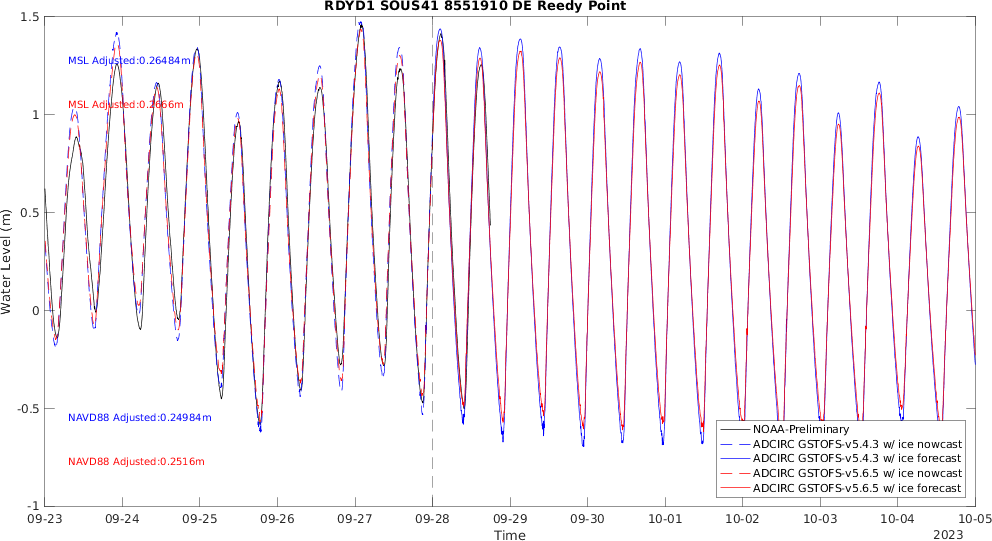 RDYD1 SOUS41 8551910 DE Reedy Point
Water Level (m)
1.5
1
0.5
0
-0.5
-1
MSL Adjusted:0.26484m
MSL Adjusted:0.2666m
NAVD88 Adjusted:0.24984m
NAVD88 Adjusted:0.2516m
NOAA-Preliminary
ADCIRC GSTOFS-v5.4.3 w/ ice nowcast
ADCIRC GSTOFS-v5.4.3 w/ ice forecast
ADCIRC GSTOFS-v5.6.5 w/ ice nowcast
ADCIRC GSTOFS-v5.6.5 w/ ice forecast
09-23 09-24 09-25 09-26 09-27 09-28 09-29 09-30 10-01 10-02 10-03 10-04 10-05
Time
2023